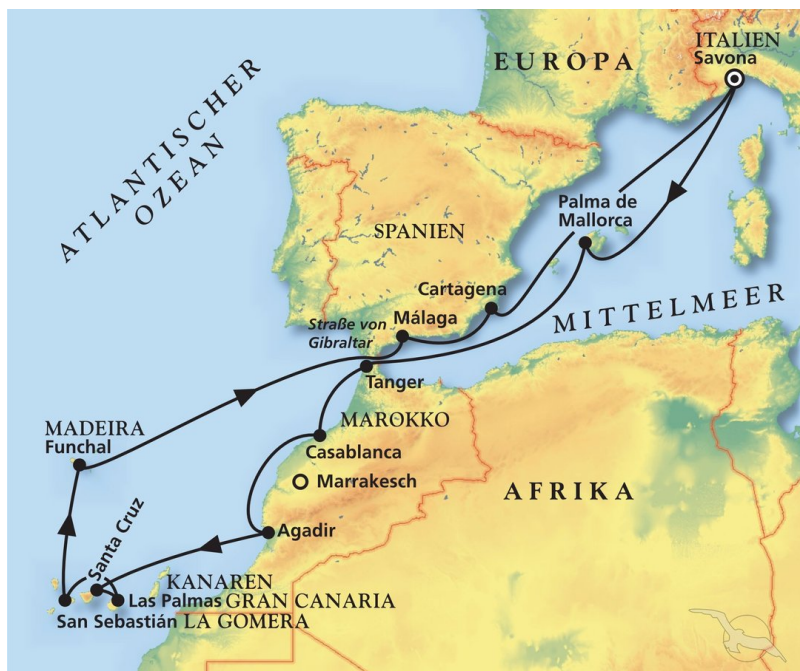 ITALIEN
Savona
EUROPA
ATLANTISCHER
OZEAN
Palma de
Mallorca
SPANIEN
Cartagena
MITTELMEER
Straße von
Gibraltar
Málaga
Tanger
MADEIRA
Funchal
MAROKKO
Casablanca
Marrakesch
AFRIKA
Agadir
Santa Cruz
KANAREN
Las Palmas GRAN CANARIA
San Sebastián LA GOMERA